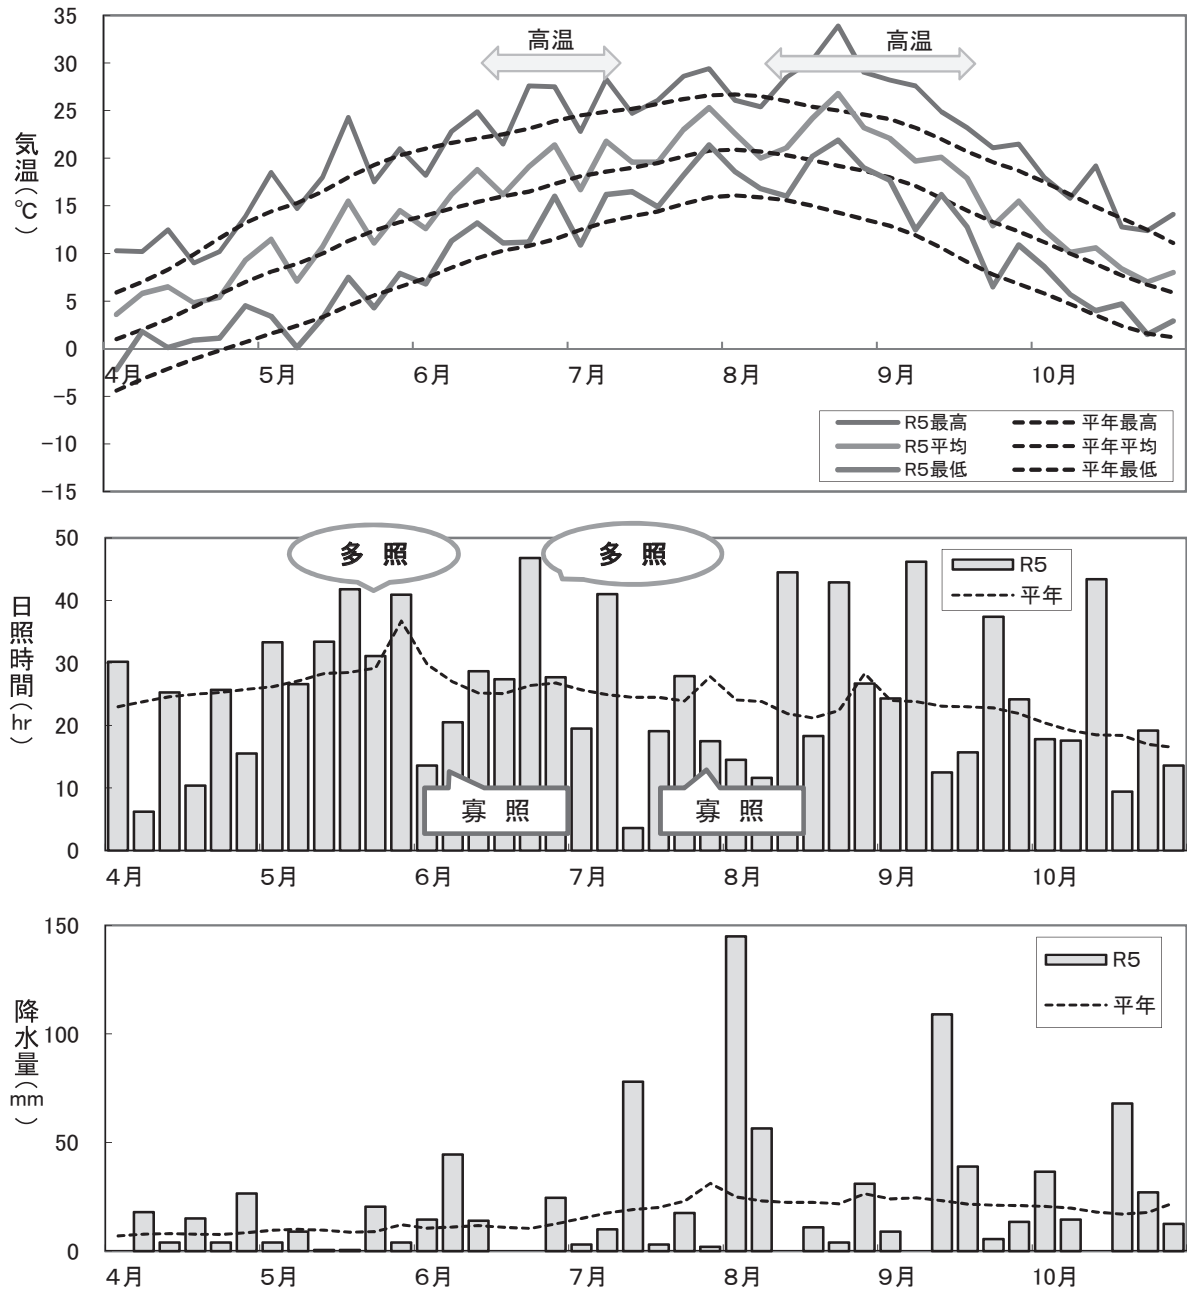 35
30
25
20
15
10
5
0
−5
−10
−15
気温(℃)
高温
高温
4月 5月 6月 7月 8月 9月 10月
R5最高 平年最高
R5平均 平年平均
R5最低 平年最低
50
40
30
20
10
0
日照時間(hr)
多 照
多 照
寡 照
寡 照
R5
平年
4月 5月 6月 7月 8月 9月 10月
150
100
50
0
降水量(mm)
R5
平年
4月 5月 6月 7月 8月 9月 10月